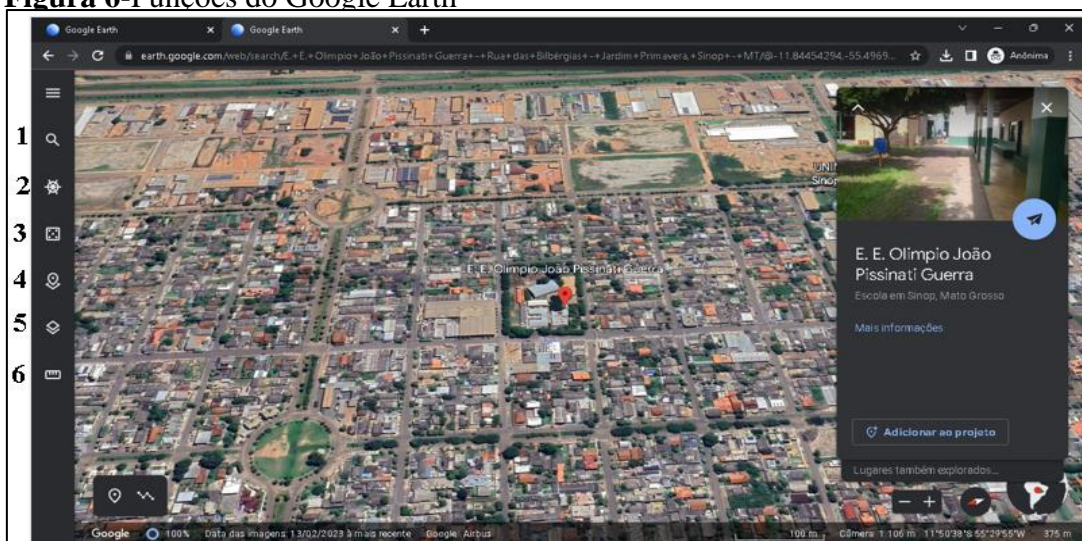 Figura 6-Funções do Google Earth
Google Earth
Google Earth
earth.google.com/web/search/E.+E.+Olimpio+João+Pissinati+Guerra+-+Rua+das+Bilbérgias+-+Jardim+Primavera,+Sinop+-+MT/@-11.84454294,-55.4969...
Anônima
1
2
3
4
5
6
Sinop
E. E. Olimpio João Pissinati Guerra
E. E. Olimpio João
Pissinati Guerra
Escola em Sinop, Mato Grosso
Mais informações
Adicionar ao projeto
Lugares também explorados...
Google 100% Data das imagens: 13/02/2023 à mais recente Google Airbus 100 m Câmera: 1.106 m 11°50'38"S 55°29'55"W 375 m